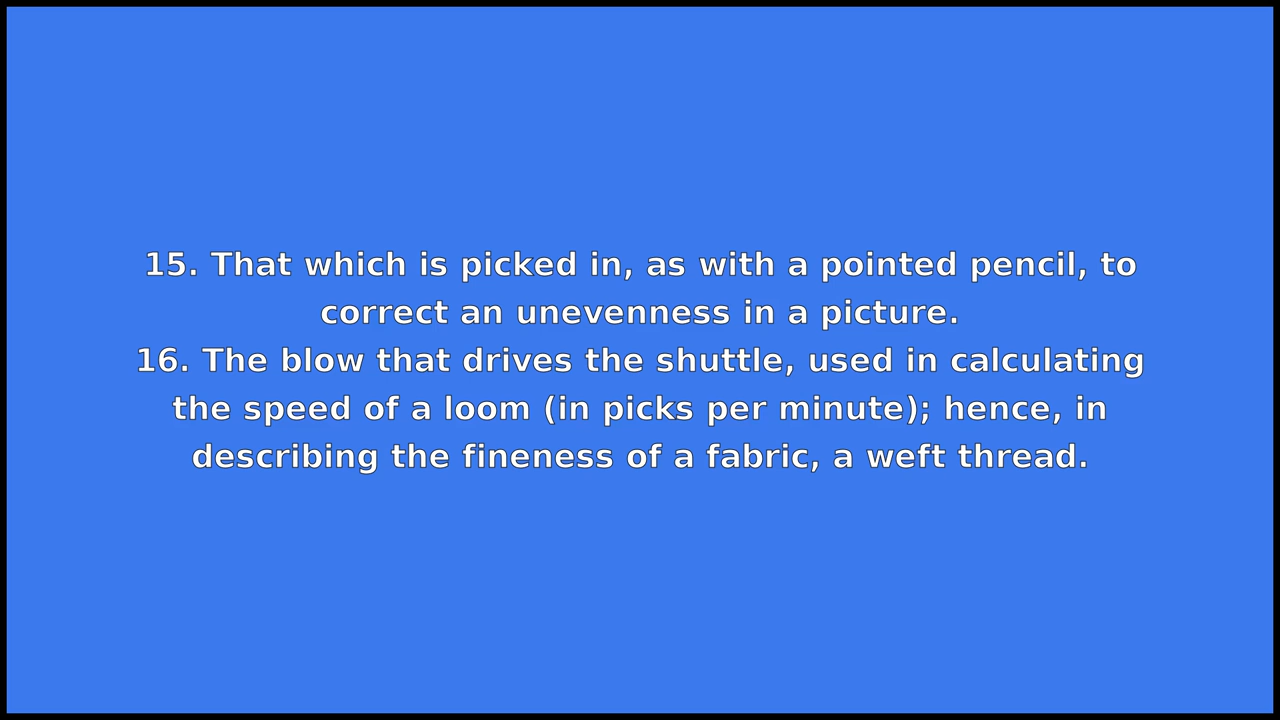 15. That which is picked in, as with a pointed pencil, to
correct an unevenness in a picture.
16. The blow that drives the shuttle, used in calculating
the speed of a loom (in picks per minute); hence, in
describing the fineness of a fabric, a weft thread.